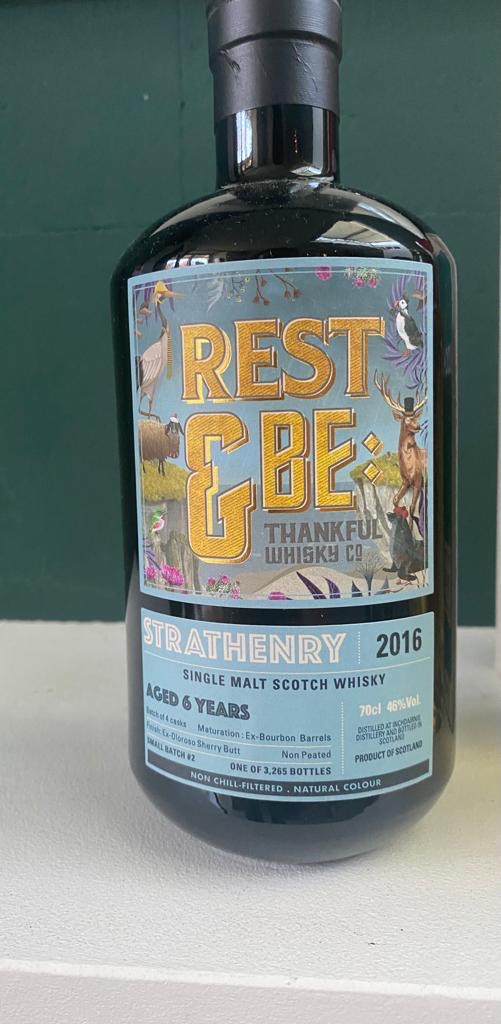 REST
& BE:
THANKFUL
WHISKY Co
STRATHENRY 2016
SINGLE MALT SCOTCH WHISKY
AGED 6 YEARS
Batch of 4 casks Maturation: Ex-Bourbon Barrels
Finish: Ex-Oloroso Sherry Butt Non Peated
SMALL BATCH #2 ONE OF 3,265 BOTTLES
70cl 46%Vol.
DISTILLED AT INCHDAIRNIE
DISTILLERY AND BOTTLED IN
SCOTLAND
PRODUCT OF SCOTLAND
NON CHILL-FILTERED . NATURAL COLOUR